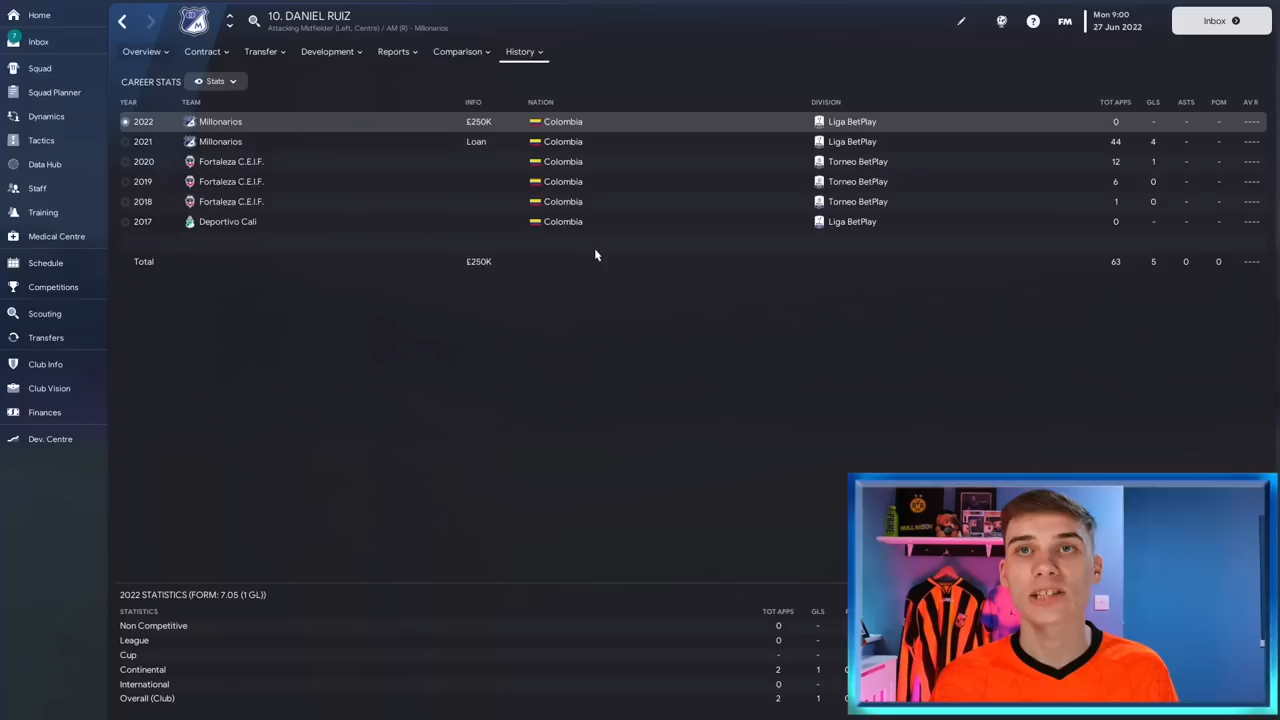 Home
Inbox
7
Squad
Squad Planner
Dynamics
Tactics
Data Hub
Staff
Training
Medical Centre
Schedule
Competitions
Scouting
Transfers
Club Info
Club Vision
Finances
Dev. Centre
10. DANIEL RUIZ
Attacking Midfielder (Left, Centre) / AM (R) - Millonarios
FM
Mon 9:00
27 Jun 2022
Inbox
Overview Contract Transfer Development Reports Comparison History
CAREER STATS Stats
YEAR TEAM INFO NATION DIVISION TOT APPS GLS ASTS POM AV R
2022 Millonarios £250K Colombia Liga BetPlay 0 - - - ----
2021 Millonarios Loan Colombia Liga BetPlay 44 4 - - ----
2020 Fortaleza C.E.I.F. Colombia Torneo BetPlay 12 1 - - ----
2019 Fortaleza C.E.I.F. Colombia Torneo BetPlay 6 0 - - ----
2018 Fortaleza C.E.I.F. Colombia Torneo BetPlay 1 0 - - ----
2017 Deportivo Cali Colombia Liga BetPlay 0 - - - ----
Total £250K 63 5 0 0 ----
2022 STATISTICS (FORM: 7.05 (1 GL))
STATISTICS TOT APPS GLS
Non Competitive 0 -
League 0 -
Cup - -
Continental 2 1
International 0 -
Overall (Club) 2 1